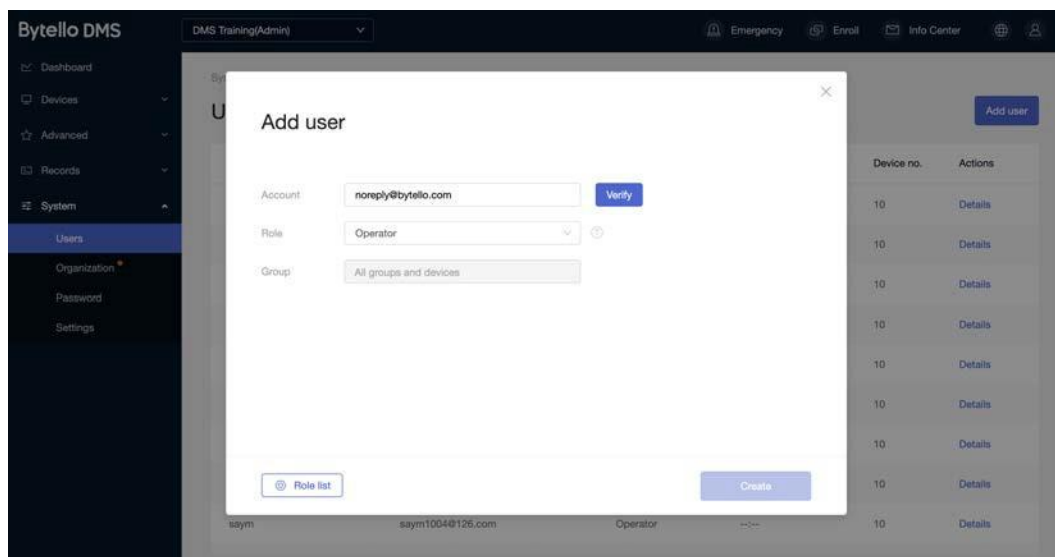 Bytello DMS
DMS Training(Admin)
Emergency
Enroll
Info Center
Dashboard
Devices
Advanced
Records
System
Users
Organization
Password
Settings
Add user
Device no. Actions
Add user
Account noreply@bytello.com Verify
Role Operator
Group All groups and devices
Role list Create
10 Details
10 Details
10 Details
10 Details
10 Details
10 Details
10 Details
10 Details
saym saym1004@126.com Operator --:-- 10 Details